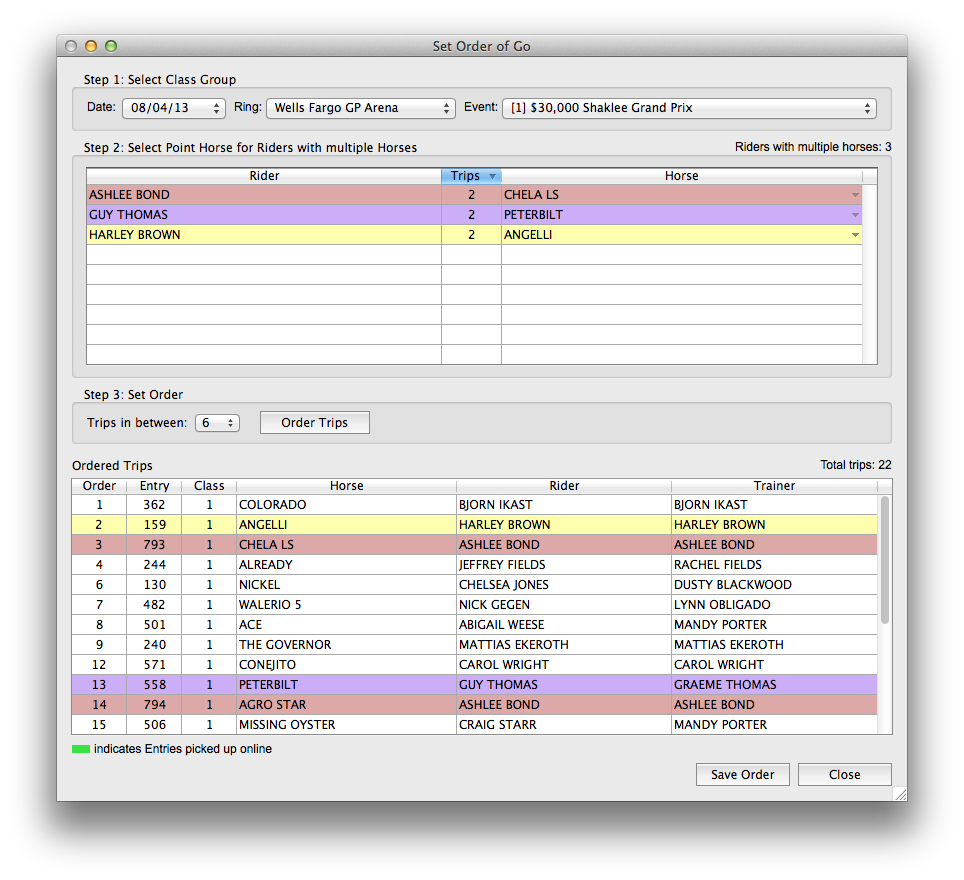 Set Order of Go
Step 1: Select Class Group
Date: 08/04/13 Ring: Wells Fargo GP Arena Event: [1] $30,000 Shaklee Grand Prix
Step 2: Select Point Horse for Riders with multiple Horses Riders with multiple horses: 3
Rider Trips Horse
ASHLEE BOND 2 CHELA LS
GUY THOMAS 2 PETERBILT
HARLEY BROWN 2 ANGELLI
Step 3: Set Order
Trips in between: 6 Order Trips
Ordered Trips Total trips: 22
Order Entry Class Horse Rider Trainer
1 362 1 COLORADO BJORN IKAST BJORN IKAST
2 159 1 ANGELLI HARLEY BROWN HARLEY BROWN
3 793 1 CHELA LS ASHLEE BOND ASHLEE BOND
4 244 1 ALREADY JEFFREY FIELDS RACHEL FIELDS
6 130 1 NICKEL CHELSEA JONES DUSTY BLACKWOOD
7 482 1 WALERIO 5 NICK GEGEN LYNN OBLIGADO
8 501 1 ACE ABIGAIL WEESE MANDY PORTER
9 240 1 THE GOVERNOR MATTIAS EKEROTH MATTIAS EKEROTH
12 571 1 CONEJITO CAROL WRIGHT CAROL WRIGHT
13 558 1 PETERBILT GUY THOMAS GRAEME THOMAS
14 794 1 AGRO STAR ASHLEE BOND ASHLEE BOND
15 506 1 MISSING OYSTER CRAIG STARR MANDY PORTER
indicates Entries picked up online
Save Order Close